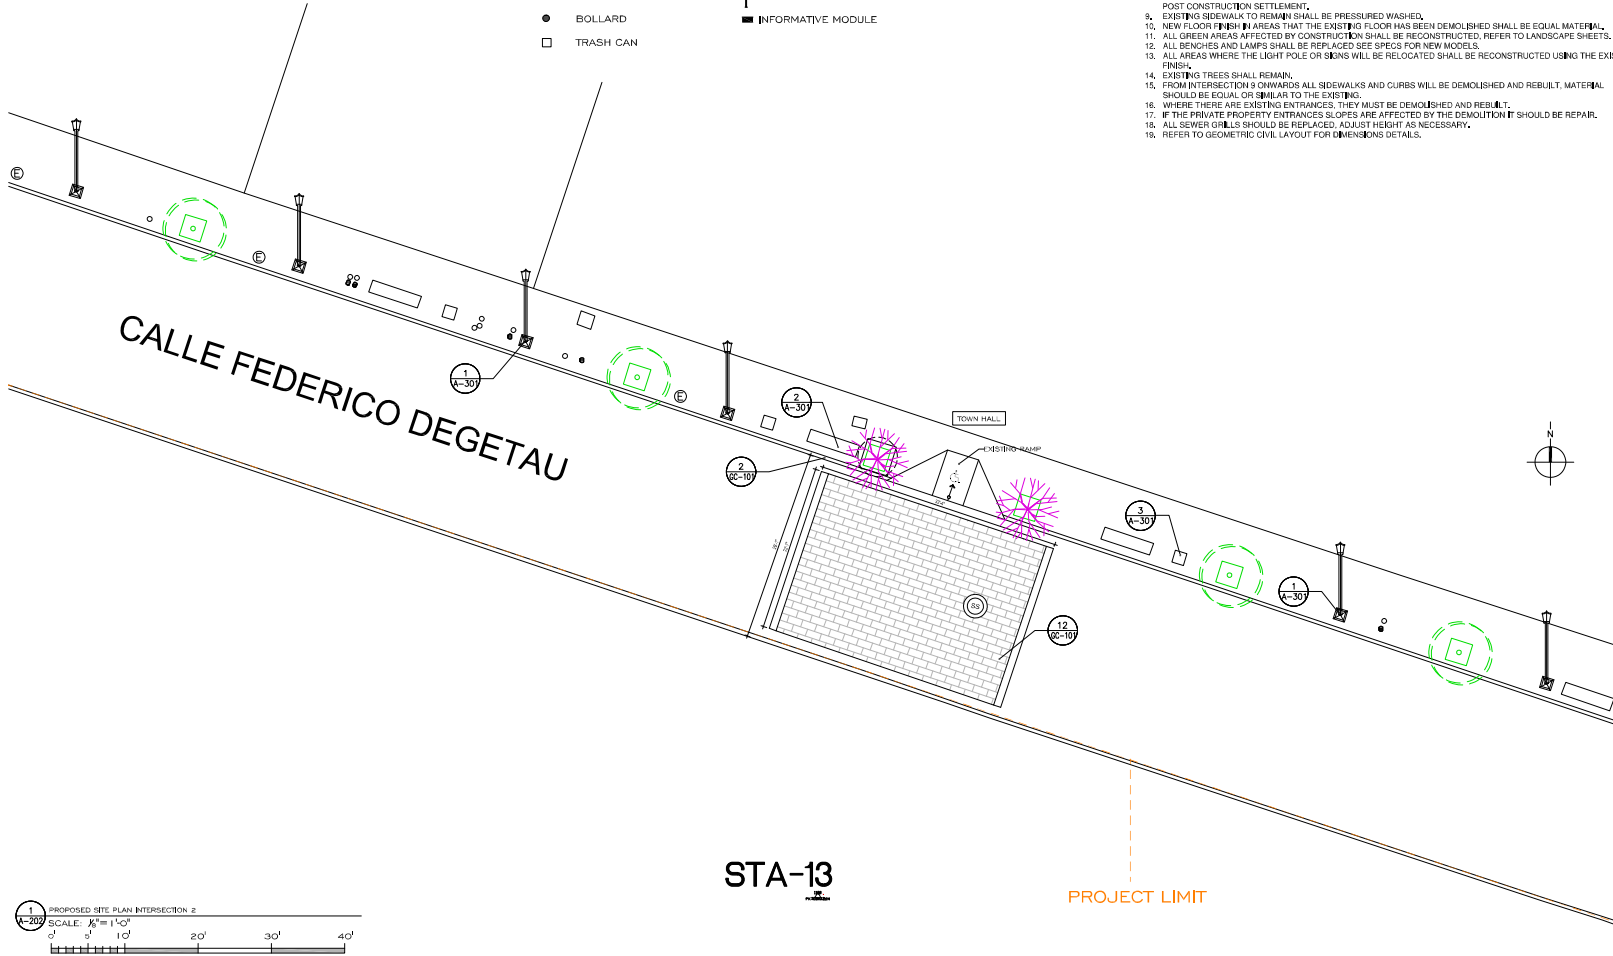 BOLLARD
INFORMATIVE MODULE
TRASH CAN
POST CONSTRUCTION SETTLEMENT.
9. EXISTING SIDEWALK TO REMAIN SHALL BE PRESSURED WASHED.
10. NEW FLOOR FINISH IN AREAS THAT THE EXISTING FLOOR HAS BEEN DEMOLISHED SHALL BE EQUAL MATERIAL.
11. ALL GREEN AREAS AFFECTED BY CONSTRUCTION SHALL BE RECONSTRUCTED, REFER TO LANDSCAPE SHEETS.
12. ALL BENCHES AND LAMPS SHALL BE REPLACED SEE SPECS FOR NEW MODELS.
13. ALL AREAS WHERE THE LIGHT POLE OR SIGNS WILL BE RELOCATED SHALL BE RECONSTRUCTED USING THE EXIS
FINISH.
14. EXISTING TREES SHALL REMAIN.
15. FROM INTERSECTION 9 ONWARDS ALL SIDEWALKS AND CURBS WILL BE DEMOLISHED AND REBUILT, MATERIAL
SHOULD BE EQUAL OR SIMILAR TO THE EXISTING.
16. WHERE THERE ARE EXISTING ENTRANCES, THEY MUST BE DEMOLISHED AND REBUILT.
17. IF THE PRIVATE PROPERTY ENTRANCES SLOPES ARE AFFECTED BY THE DEMOLITION IT SHOULD BE REPAIR.
18. ALL SEWER GRILLS SHOULD BE REPLACED, ADJUST HEIGHT AS NECESSARY.
19. REFER TO GEOMETRIC CIVIL LAYOUT FOR DIMENSIONS DETAILS.
E
E
E
CALLE FEDERICO DEGETAU
1
A-301
2
A-301
2
GC-101
TOWN HALL
EXISTING RAMP
3
A-301
1
A-301
SS
12
GC-101
N
STA-13
PROJECT LIMIT
1
A-202
PROPOSED SITE PLAN INTERSECTION 2
SCALE: 1/8"= 1'-0"
0' 5' 10' 20' 30' 40'